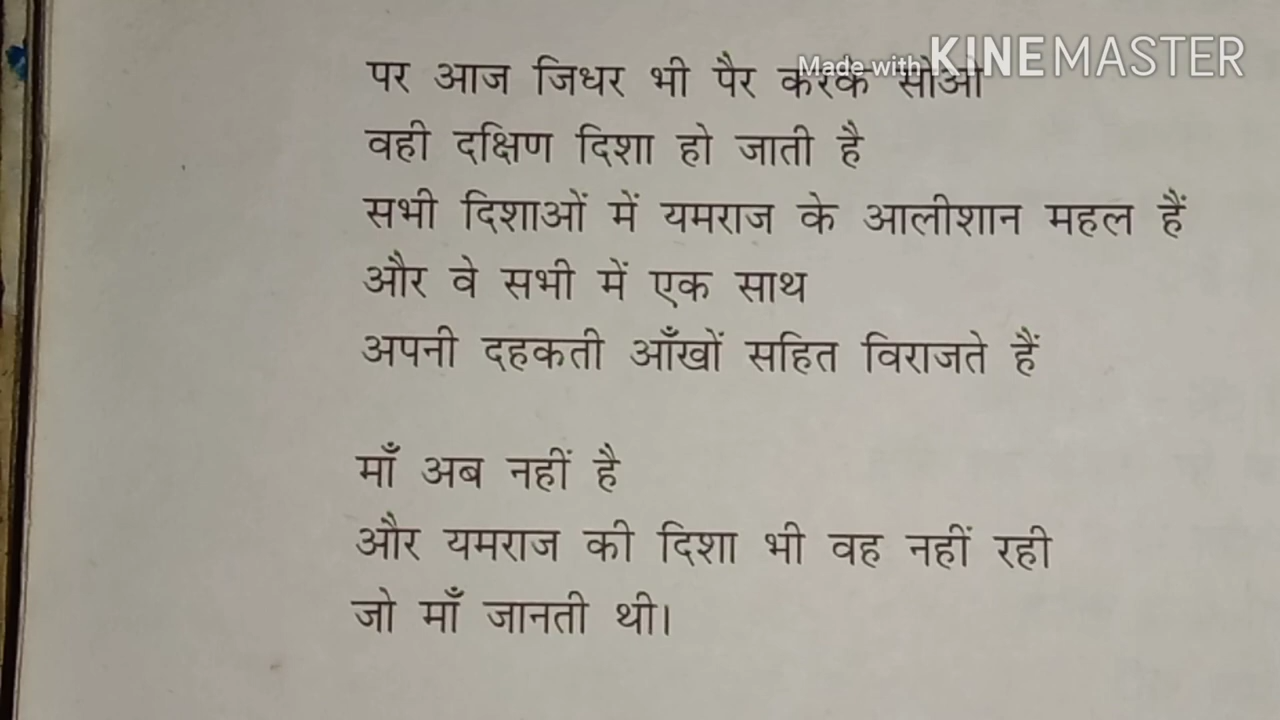 Made with KINEMASTER
पर आज जिधर भी पैर करके सोओ
वही दक्षिण दिशा हो जाती है
सभी दिशाओं में यमराज के आलीशान महल हैं
और वे सभी में एक साथ
अपनी दहकती आँखों सहित विराजते हैं
माँ अब नहीं है
और यमराज की दिशा भी वह नहीं रही
जो माँ जानती थी।